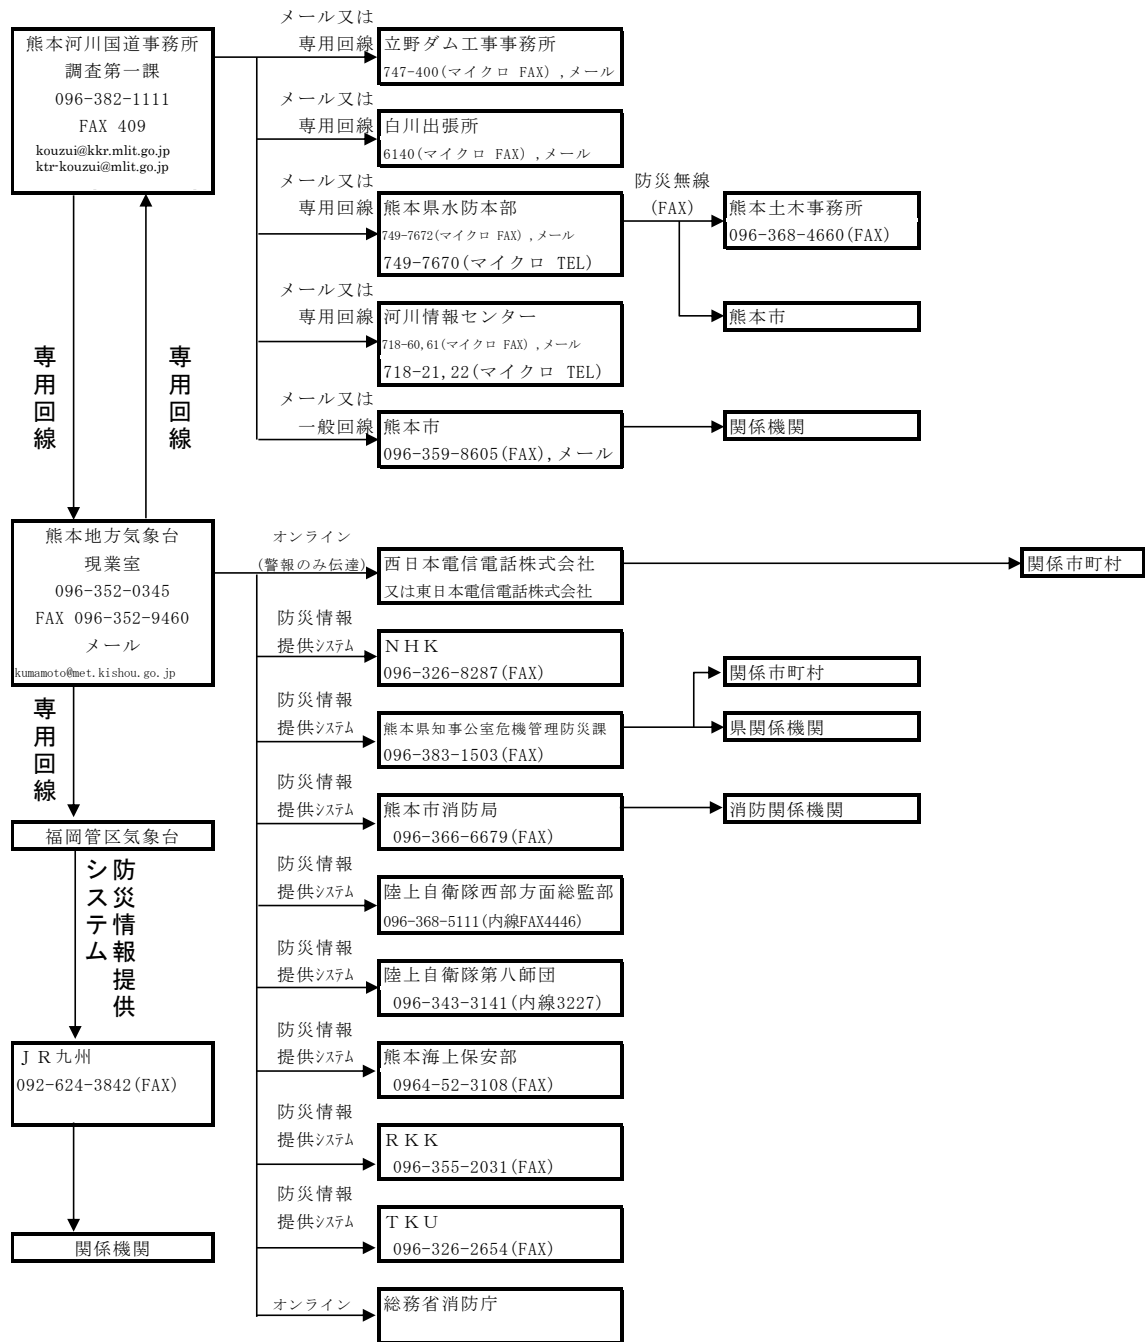 熊本河川国道事務所
調査第一課
096-382-1111
FAX 409
kouzui@kkr.mlit.go.jp
ktr-kouzui@mlit.go.jp
メール又は
専用回線
立野ダム工事事務所
747-400(マイクロ FAX) ,メール
メール又は
専用回線
白川出張所
6140(マイクロ FAX) ,メール
メール又は
専用回線
熊本県水防本部
749-7672(マイクロ FAX) ,メール
749-7670(マイクロ TEL)
防災無線
(FAX)
熊本土木事務所
096-368-4660(FAX)
熊本市
メール又は
専用回線
河川情報センター
718-60,61(マイクロ FAX) ,メール
718-21,22(マイクロ TEL)
メール又は
一般回線
熊本市
096-359-8605(FAX),メール
関係機関
専用回線
専用回線
熊本地方気象台
現業室
096-352-0345
FAX 096-352-9460
メール
kumamoto@met.kishou.go.jp
オンライン
(警報のみ伝達)
西日本電信電話株式会社
又は東日本電信電話株式会社
関係市町村
防災情報
提供システム
NHK
096-326-8287(FAX)
防災情報
提供システム
熊本県知事公室危機管理防災課
096-383-1503(FAX)
関係市町村
県関係機関
防災情報
提供システム
熊本市消防局
096-366-6679(FAX)
消防関係機関
防災情報
提供システム
陸上自衛隊西部方面総監部
096-368-5111(内線FAX4446)
防災情報
提供システム
陸上自衛隊第八師団
096-343-3141(内線3227)
防災情報
提供システム
熊本海上保安部
0964-52-3108(FAX)
防災情報
提供システム
RKK
096-355-2031(FAX)
防災情報
提供システム
TKU
096-326-2654(FAX)
オンライン
総務省消防庁
専用回線
福岡管区気象台
防災情報提供
システム
JR九州
092-624-3842(FAX)
関係機関